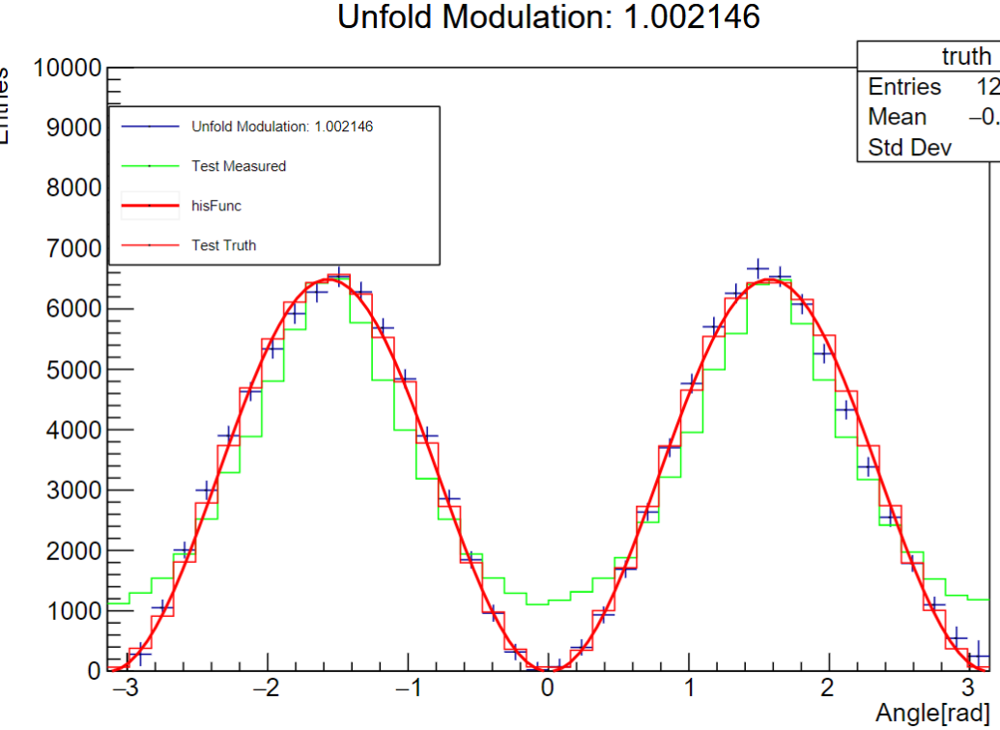 Unfold Modulation: 1.002146
truth
Entries 12
Mean −0.
Std Dev
Entries
10000
9000
8000
7000
6000
5000
4000
3000
2000
1000
0
Unfold Modulation: 1.002146
Test Measured
hisFunc
Test Truth
−3 −2 −1 0 1 2 3
Angle[rad]